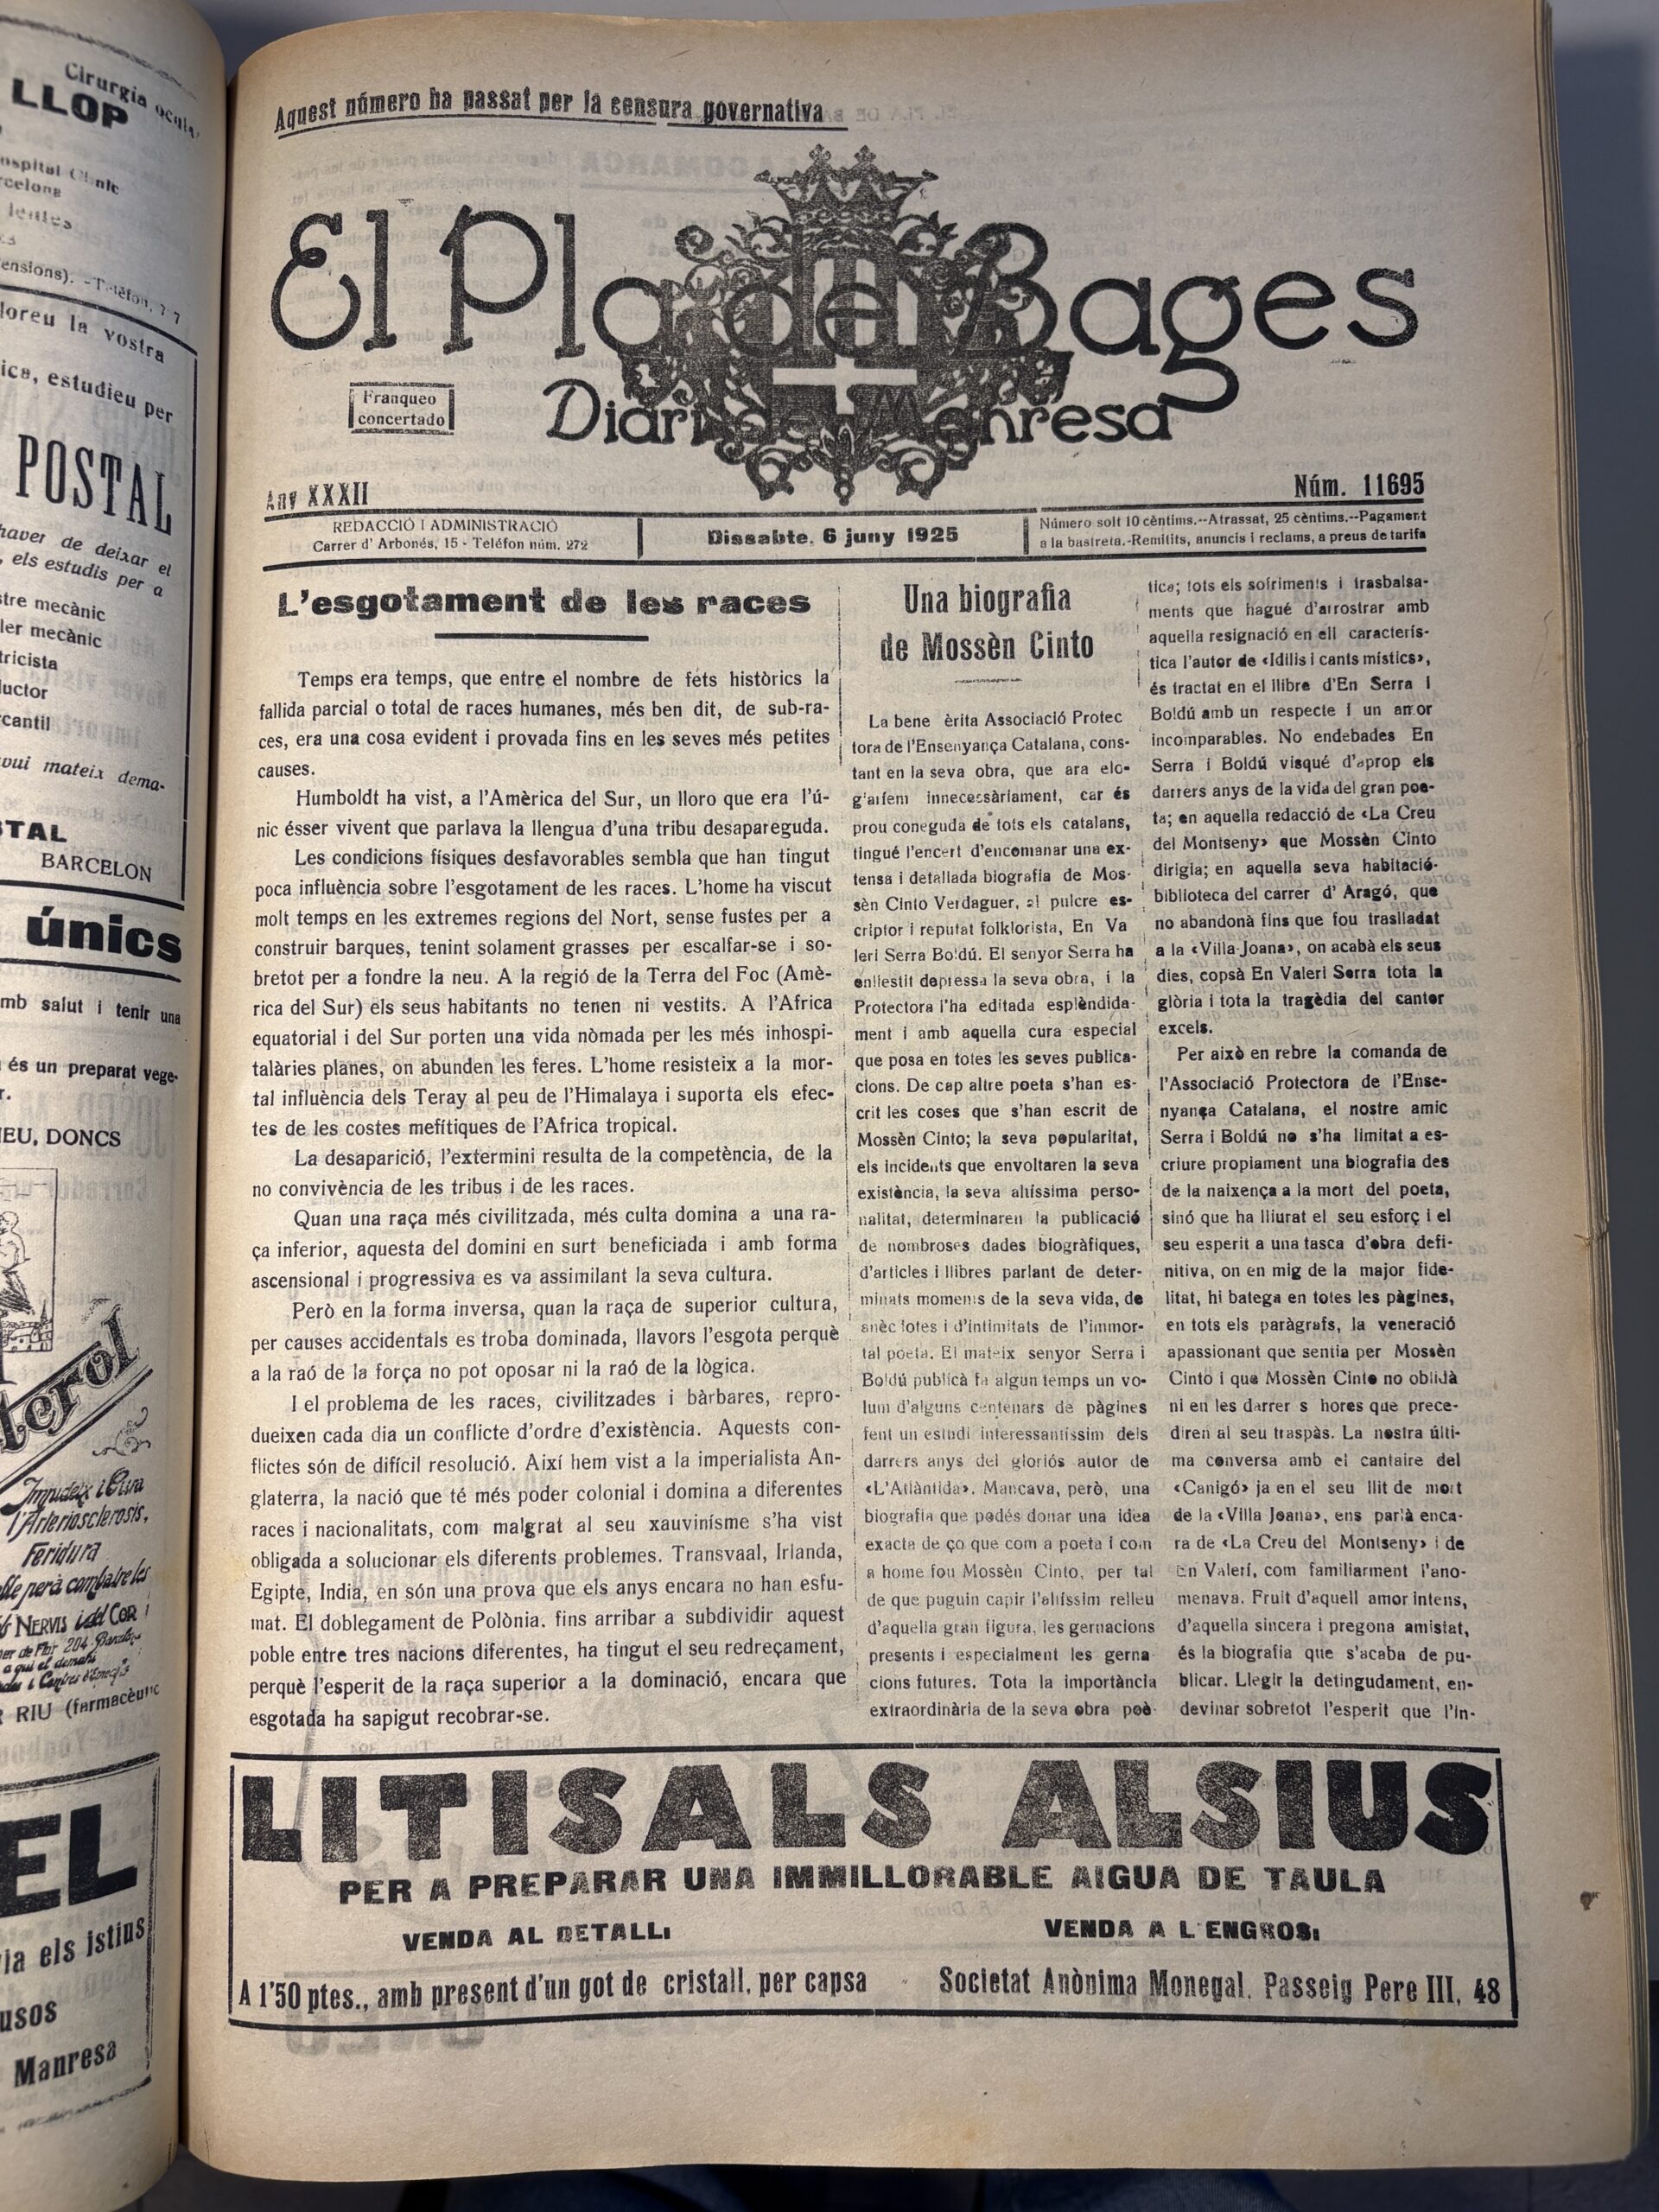 Cirurgia ocular
LLOP
Hospital Clínic
lentes
loreu la vostra
ica, estudieu per
POSTAL
haver de deixar el
, els estudis per a
mecànic
mecànic
vui mateix dema-
BARCELON
únics
mb salut i tenir una
és un preparat vege-
DONCS
Impideix i Cura
l'Arteriosclerosis,
Feridura
NERVIS i del COR
RIU (farmacèutic
EL
els istius
Manresa
Aquest número ha passat per la censura governativa
El Pla de Bages
Franqueo
concertado
Diari de Manresa
Any XXXII
Núm. 11695
REDACCIÓ I ADMINISTRACIÓ
Carrer d' Arbonés, 15 - Teléfon núm. 272
Dissabte, 6 juny 1925
Número solt 10 cèntims.--Atrassat, 25 cèntims.--Pagament
a la bastreta.-Remitits, anuncis i reclams, a preus de tarifa
L'esgotament de les races
Temps era temps, que entre el nombre de fets històrics la
fallida parcial o total de races humanes, més ben dit, de sub-ra-
ces, era una cosa evident i provada fins en les seves més petites
causes.
Humboldt ha vist, a l'Amèrica del Sur, un lloro que era l'ú-
nic ésser vivent que parlava la llengua d'una tribu desapareguda.
Les condicions físiques desfavorables sembla que han tingut
poca influència sobre l'esgotament de les races. L'home ha viscut
molt temps en les extremes regions del Nort, sense fustes per a
construir barques, tenint solament grasses per escalfar-se i so-
bretot per a fondre la neu. A la regió de la Terra del Foc (Amè-
rica del Sur) els seus habitants no tenen ni vestits. A l'Africa
equatorial i del Sur porten una vida nòmada per les més inhospi-
talàries planes, on abunden les feres. L'home resisteix a la mor-
tal influència dels Teray al peu de l'Himalaya i suporta els efec-
tes de les costes mefítiques de l'Africa tropical.
La desaparició, l'extermini resulta de la competència, de la
no convivència de les tribus i de les races.
Quan una raça més civilitzada, més culta domina a una ra-
ça inferior, aquesta del domini en surt beneficiada i amb forma
ascensional i progressiva es va assimilant la seva cultura.
Però en la forma inversa, quan la raça de superior cultura,
per causes accidentals es troba dominada, llavors l'esgota perquè
a la raó de la força no pot oposar ni la raó de la lògica.
I el problema de les races, civilitzades i bàrbares, repro-
dueixen cada dia un conflicte d'ordre d'existència. Aquests con-
flictes són de difícil resolució. Així hem vist a la imperialista An-
glaterra, la nació que té més poder colonial i domina a diferentes
races i nacionalitats, com malgrat al seu xauvinísme s'ha vist
obligada a solucionar els diferents problemes. Transvaal, Irlanda,
Egipte, India, en són una prova que els anys encara no han esfu-
mat. El doblegament de Polònia. fins arribar a subdividir aquest
poble entre tres nacions diferentes, ha tingut el seu redreçament,
perquè l'esperit de la raça superior a la dominació, encara que
esgotada ha sapigut recobrar-se.
Una biografia
de Mossèn Cinto
La bene èrita Associació Protec
tora de l'Ensenyança Catalana, cons-
tant en la seva obra, que ara elo-
giariem innecessàriament, car és
prou coneguda de tots els catalans,
tingué l'encert d'encomanar una ex-
tensa i detallada biografia de Mos-
sèn Cinto Verdaguer, al pulcre es-
criptor i reputat folklorista, En Va
leri Serra Boldú. El senyor Serra ha
enllestit depressa la seva obra, i la
Protectora l'ha editada esplèndida-
ment i amb aquella cura especial
que posa en totes les seves publica-
cions. De cap altre poeta s'han es-
crit les coses que s'han escrit de
Mossèn Cinto; la seva popularitat,
els incidents que envoltaren la seva
existència, la seva altíssima perso-
nalitat, determinaren la publicació
de nombroses dades biogràfiques,
d'articles i llibres parlant de deter-
minats moments de la seva vida, de
anècdotes i d'intimitats de l'immor-
tal poeta. El mateix senyor Serra i
Boldú publicà fa algun temps un vo-
lum d'alguns centenars de pàgines
fent un estudi interessantíssim dels
darrers anys del gloriós autor de
«L'Atlàntida». Mancava, però, una
biografia que podés donar una idea
exacta de ço que com a poeta i com
a home fou Mossèn Cinto, per tal
de que puguin capir l'altíssim relleu
d'aquella gran figura, les gernacions
presents i especialment les gerna
cions futures. Tota la importància
extraordinària de la seva obra poè-
tica; tots els sofriments i trasbalsa-
ments que hagué d'arrostrar amb
aquella resignació en ell caracterís-
tica l'autor de «Idilis i cants místics»,
és tractat en el llibre d'En Serra i
Boldú amb un respecte i un amor
incomparables. No endebades En
Serra i Boldú visqué d'aprop els
darrers anys de la vida del gran poe-
ta; en aquella redacció de «La Creu
del Montseny» que Mossèn Cinto
dirigia; en aquella seva habitació-
biblioteca del carrer d' Aragó, que
no abandonà fins que fou traslladat
a la «Villa Joana», on acabà els seus
dies, copsà En Valeri Serra tota la
glòria i tota la tragèdia del cantor
excels.
Per això en rebre la comanda de
l'Associació Protectora de l'Ense-
nyança Catalana, el nostre amic
Serra i Boldú no s'ha limitat a es-
criure propiament una biografia des
de la naixença a la mort del poeta,
sinó que ha lliurat el seu esforç i el
seu esperit a una tasca d'obra defi-
nitiva, on en mig de la major fide-
litat, hi batega en totes les pàgines,
en tots els paràgrafs, la veneració
apassionant que sentia per Mossèn
Cinto i que Mossèn Cinto no oblidà
ni en les darrer s hores que prece-
diren al seu traspàs. La nostra últi-
ma conversa amb el cantaire del
«Canigó» ja en el seu llit de mort
de la «Villa Joana», ens parlà enca-
ra de «La Creu del Montseny» i de
En Valerí, com familiarment l'ano-
menava. Fruit d'aquell amor intens,
d'aquella sincera i pregona amistat,
és la biografia que s'acaba de pu-
blicar. Llegir la detingudament, en-
devinar sobretot l'esperit que l'in-
LITISALS ALSIUS
PER A PREPARAR UNA IMMILLORABLE AIGUA DE TAULA
VENDA AL DETALL:
VENDA A L'ENGROS:
A 1'50 ptes., amb present d'un got de cristall, per capsa
Societat Anònima Monegal. Passeig Pere III, 48